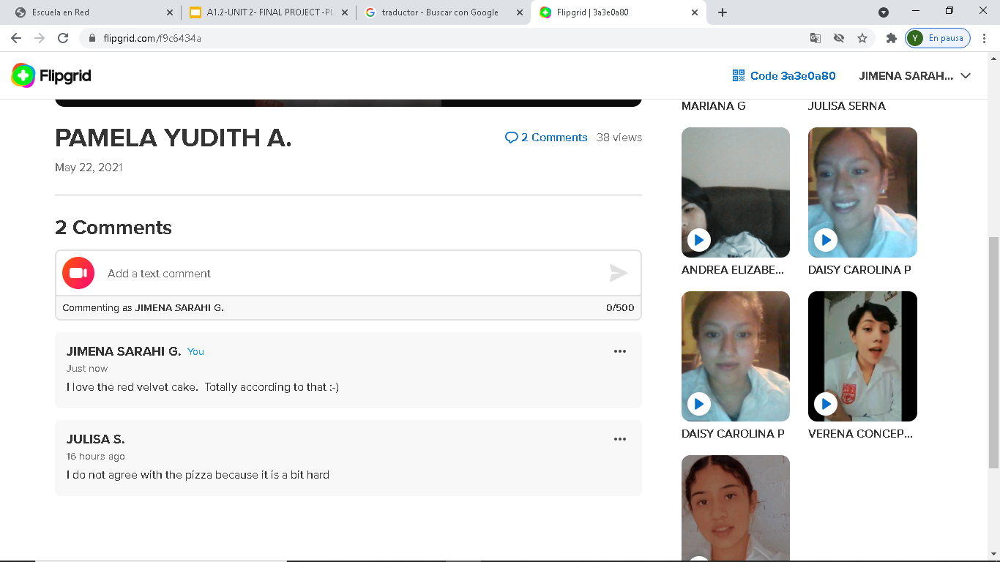 Escuela en Red
A1.2-UNIT 2- FINAL PROJECT -PL
traductor - Buscar con Google
Flipgrid | 3a3e0a80
flipgrid.com/f9c6434a
Y
En pausa
Flipgrid
Code 3a3e0a80
JIMENA SARAH...
MARIANA G
JULISA SERNA
PAMELA YUDITH A.
2 Comments
38 views
May 22, 2021
2 Comments
Add a text comment
Commenting as JIMENA SARAHI G.
0/500
JIMENA SARAHI G. You
Just now
I love the red velvet cake.  Totally according to that :-)
JULISA S.
16 hours ago
I do not agree with the pizza because it is a bit hard
ANDREA ELIZABE...
DAISY CAROLINA P
DAISY CAROLINA P
VERENA CONCEP...